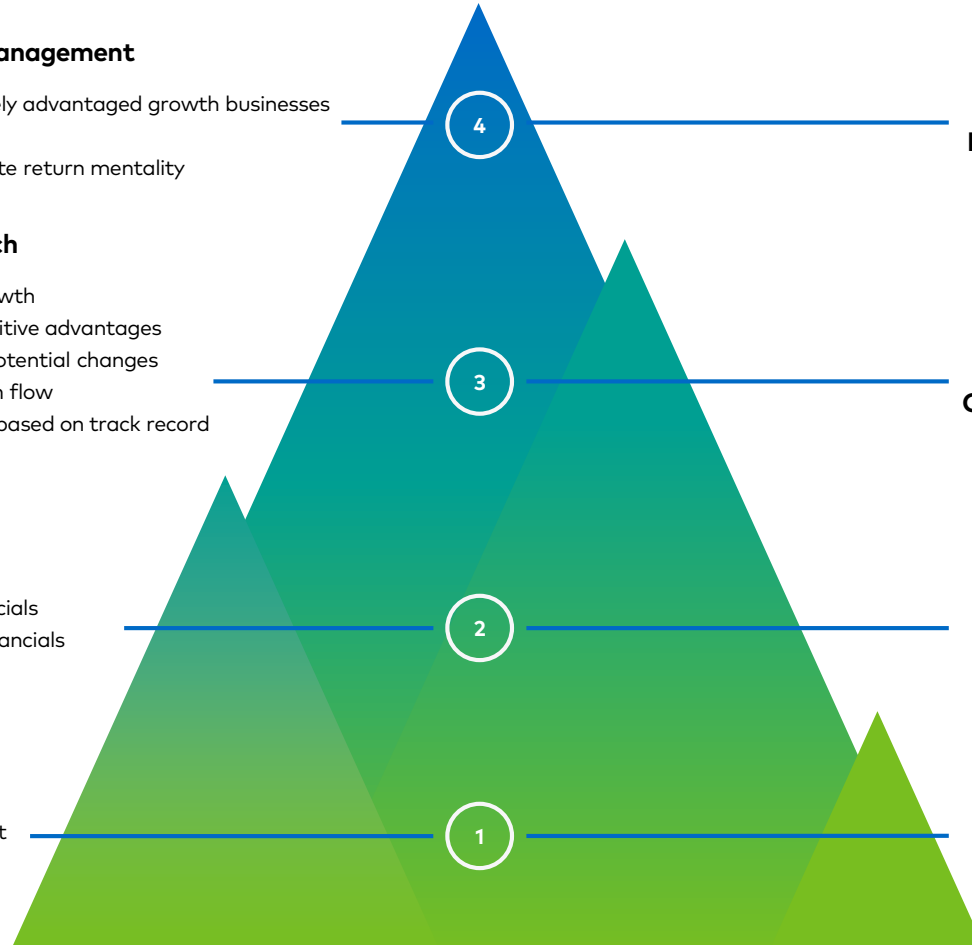 anagement
ly advantaged growth businesses
4
te return mentality
ch
wth
itive advantages
otential changes
n flow
3
based on track record
cials
2
ancials
t
1